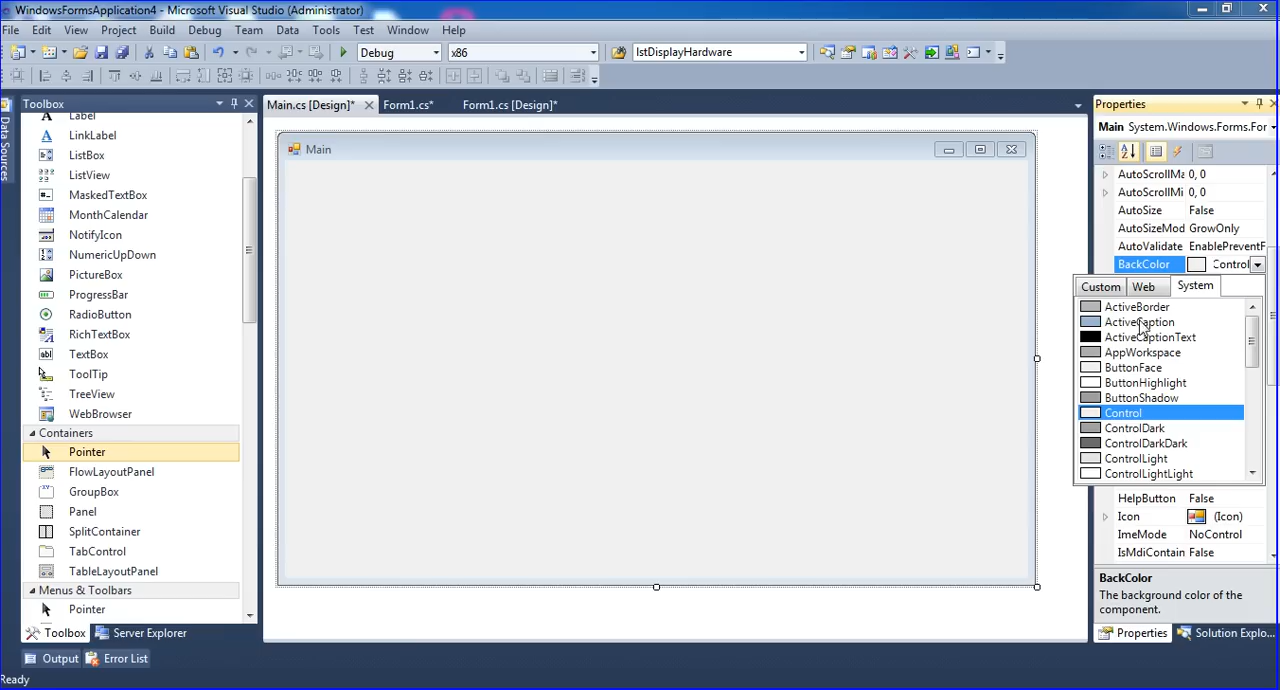 WindowsFormsApplication4 - Microsoft Visual Studio (Administrator)
File Edit View Project Build Debug Team Data Tools Test Window Help
Debug x86 lstDisplayHardware
Toolbox
Main.cs [Design]* Form1.cs* Form1.cs [Design]*
Properties
Data Sources
Label
LinkLabel
ListBox
ListView
MaskedTextBox
MonthCalendar
NotifyIcon
NumericUpDown
PictureBox
ProgressBar
RadioButton
RichTextBox
TextBox
ToolTip
TreeView
WebBrowser
Containers
Pointer
FlowLayoutPanel
GroupBox
Panel
SplitContainer
TabControl
TableLayoutPanel
Menus & Toolbars
Pointer
Toolbox Server Explorer
Output Error List
Ready
Main
Main System.Windows.Forms.For
AutoScrollMa 0, 0
AutoScrollMi 0, 0
AutoSize False
AutoSizeMod GrowOnly
AutoValidate EnablePreventF
BackColor Control
Custom Web System
ActiveBorder
ActiveCaption
ActiveCaptionText
AppWorkspace
ButtonFace
ButtonHighlight
ButtonShadow
Control
ControlDark
ControlDarkDark
ControlLight
ControlLightLight
HelpButton False
Icon (Icon)
ImeMode NoControl
IsMdiContain False
BackColor
The background color of the
component.
Properties Solution Explo...